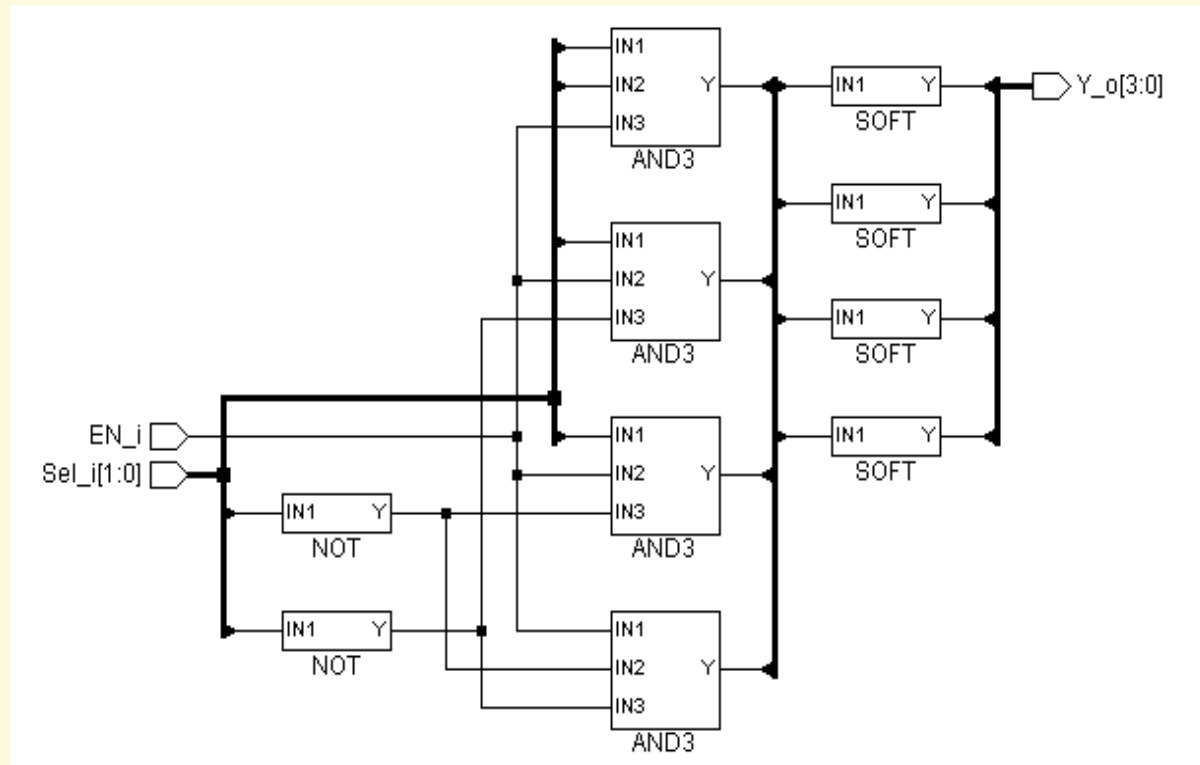 IN1
IN2 Y
IN3
AND3
IN1 Y
SOFT
Y_o[3:0]
IN1 Y
SOFT
IN1
IN2 Y
IN3
AND3
IN1 Y
SOFT
EN_i
Sel_i[1:0]
IN1
IN2 Y
IN3
AND3
IN1 Y
SOFT
IN1 Y
NOT
IN1 Y
NOT
IN1
IN2 Y
IN3
AND3